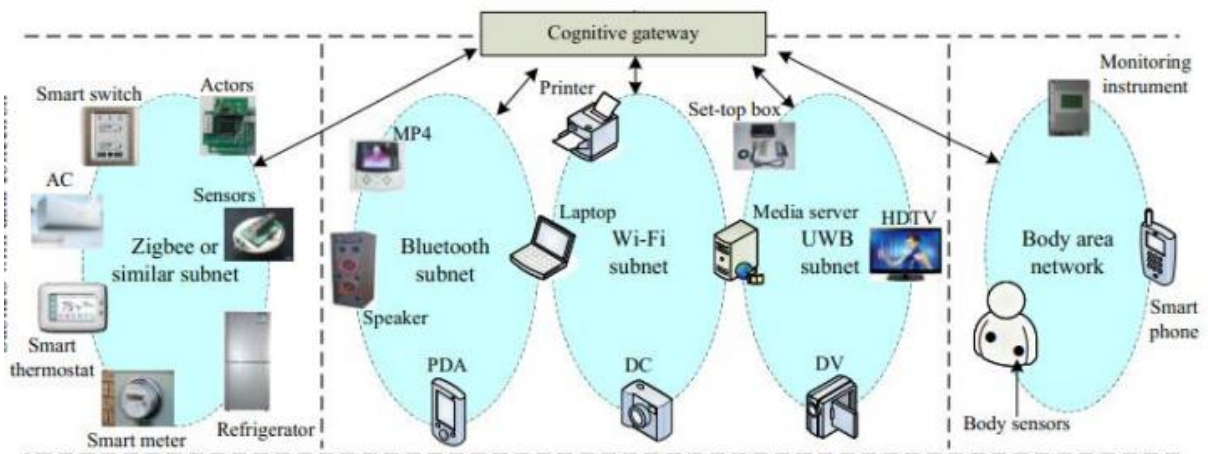 Cognitive gateway
Smart switch
Actors
AC
Sensors
Zigbee or
similar subnet
Smart
thermostat
Smart meter
Refrigerator
MP4
Bluetooth
subnet
Speaker
PDA
Printer
Laptop
Wi-Fi
subnet
DC
Set-top box
Media server
UWB
subnet
HDTV
DV
Monitoring
instrument
Body area
network
Smart
phone
Body sensors